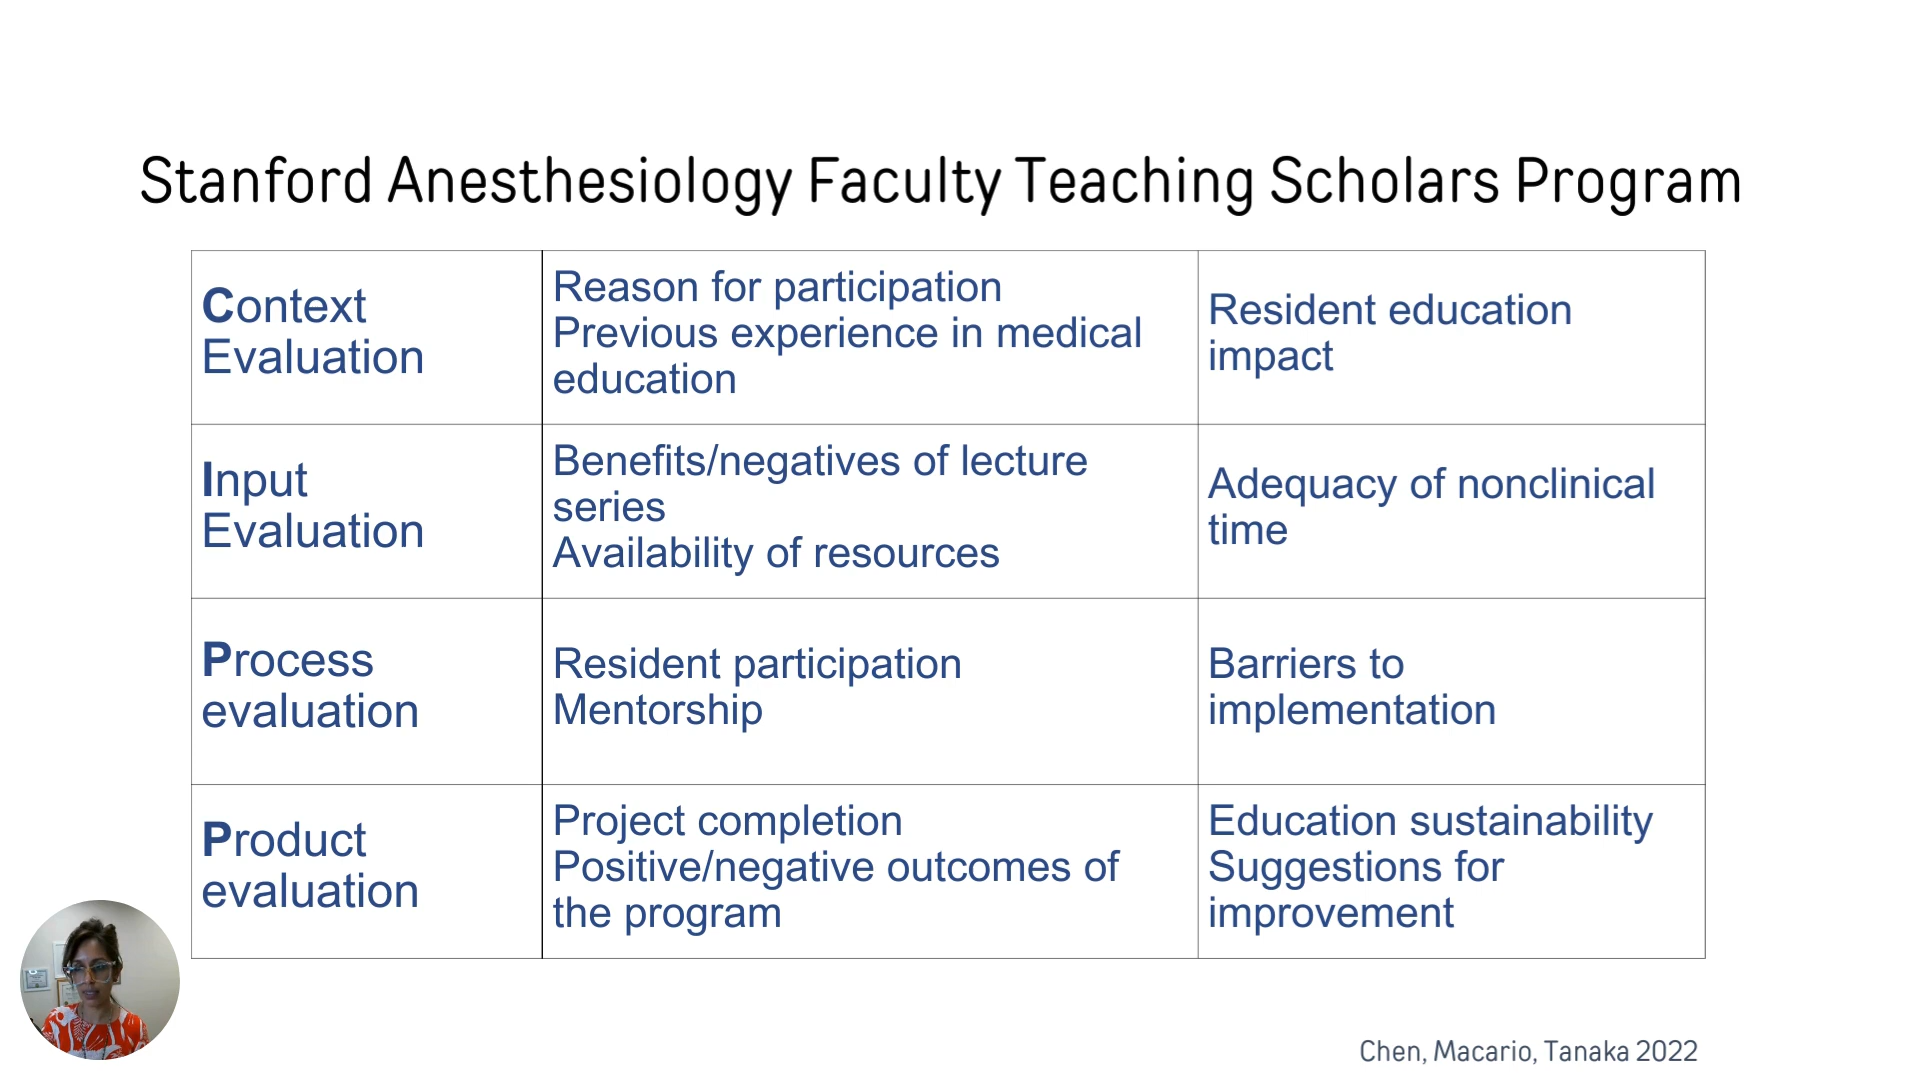 Stanford Anesthesiology Faculty Teaching Scholars Program
Context
Evaluation
Reason for participation
Previous experience in medical
education
Resident education
impact
Input
Evaluation
Benefits/negatives of lecture
series
Availability of resources
Adequacy of nonclinical
time
Process
evaluation
Resident participation
Mentorship
Barriers to
implementation
Product
evaluation
Project completion
Positive/negative outcomes of
the program
Education sustainability
Suggestions for
improvement
Chen, Macario, Tanaka 2022